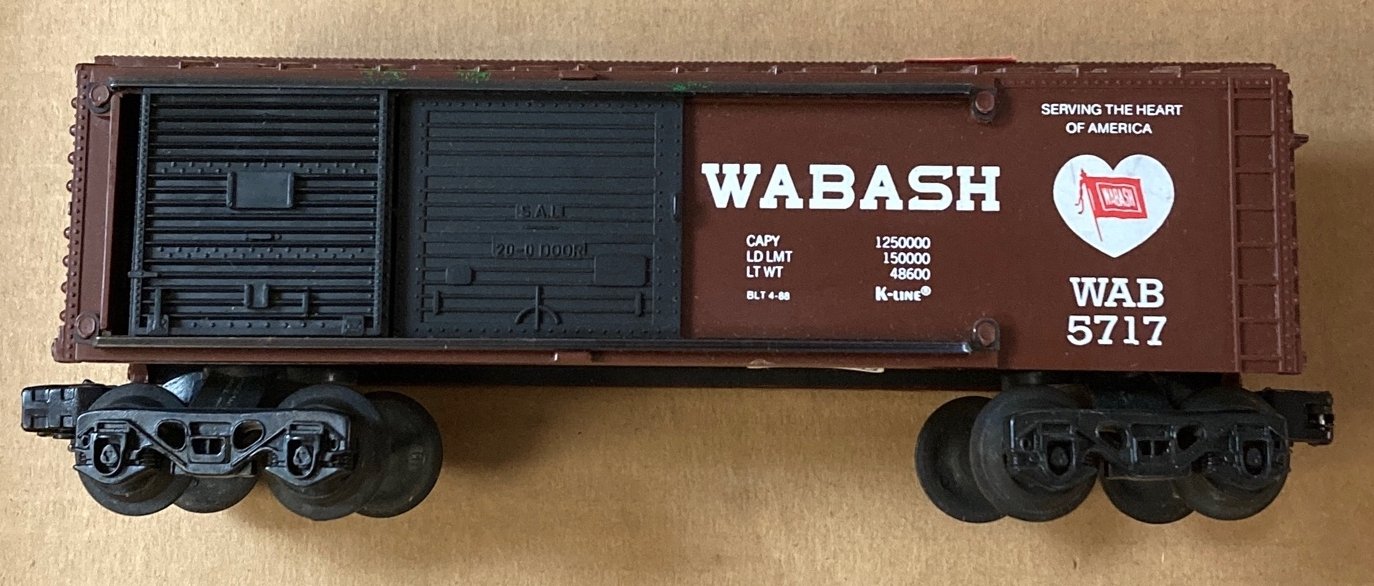 SERVING THE HEART
OF AMERICA
WABASH
WABASH
S.A.L.
20-0 DOOR
CAPY 1250000
LD LMT 150000
LT WT 48600
BLT 4-88 K-LINE®
WAB
5717